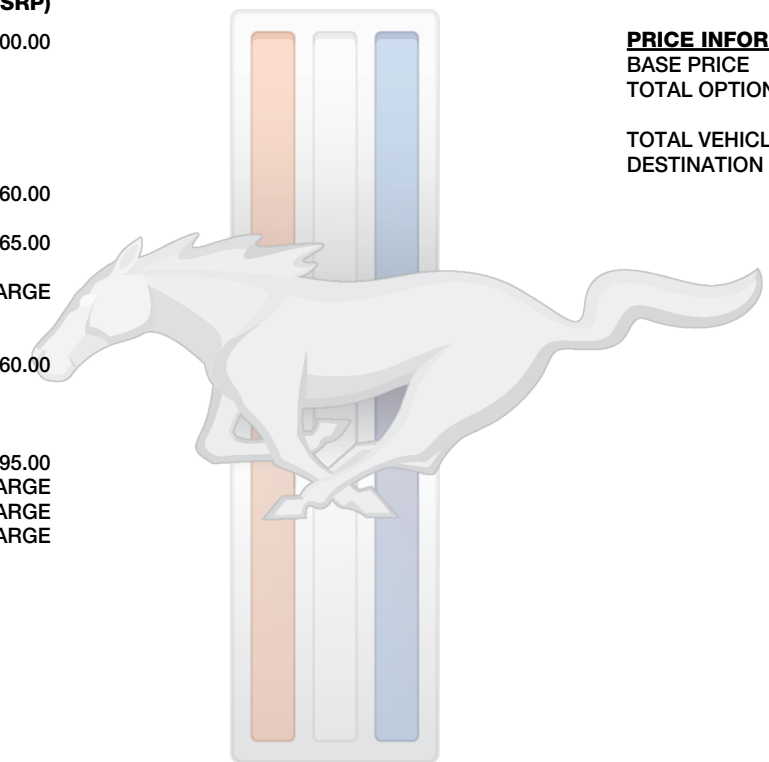 SRP)
00.00
60.00
65.00
ARGE
60.00
95.00
ARGE
ARGE
ARGE
PRICE INFOR
BASE PRICE
TOTAL OPTION
TOTAL VEHICL
DESTINATION